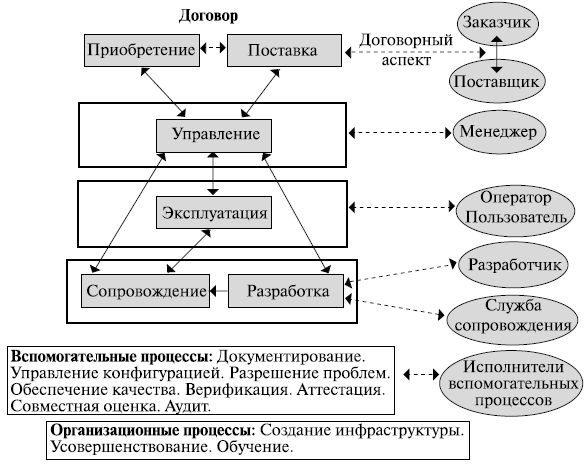 Договор
Заказчик
Приобретение
Поставка
Договорный
аспект
Поставщик
Управление
Менеджер
Эксплуатация
Оператор
Пользователь
Разработчик
Сопровождение
Разработка
Служба
сопровождения
Вспомогательные процессы: Документирование.
Управление конфигурацией. Разрешение проблем.
Обеспечение качества. Верификация. Аттестация.
Совместная оценка. Аудит.
Исполнители
вспомогательных
процессов
Организационные процессы: Создание инфраструктуры.
Усовершенствование. Обучение.